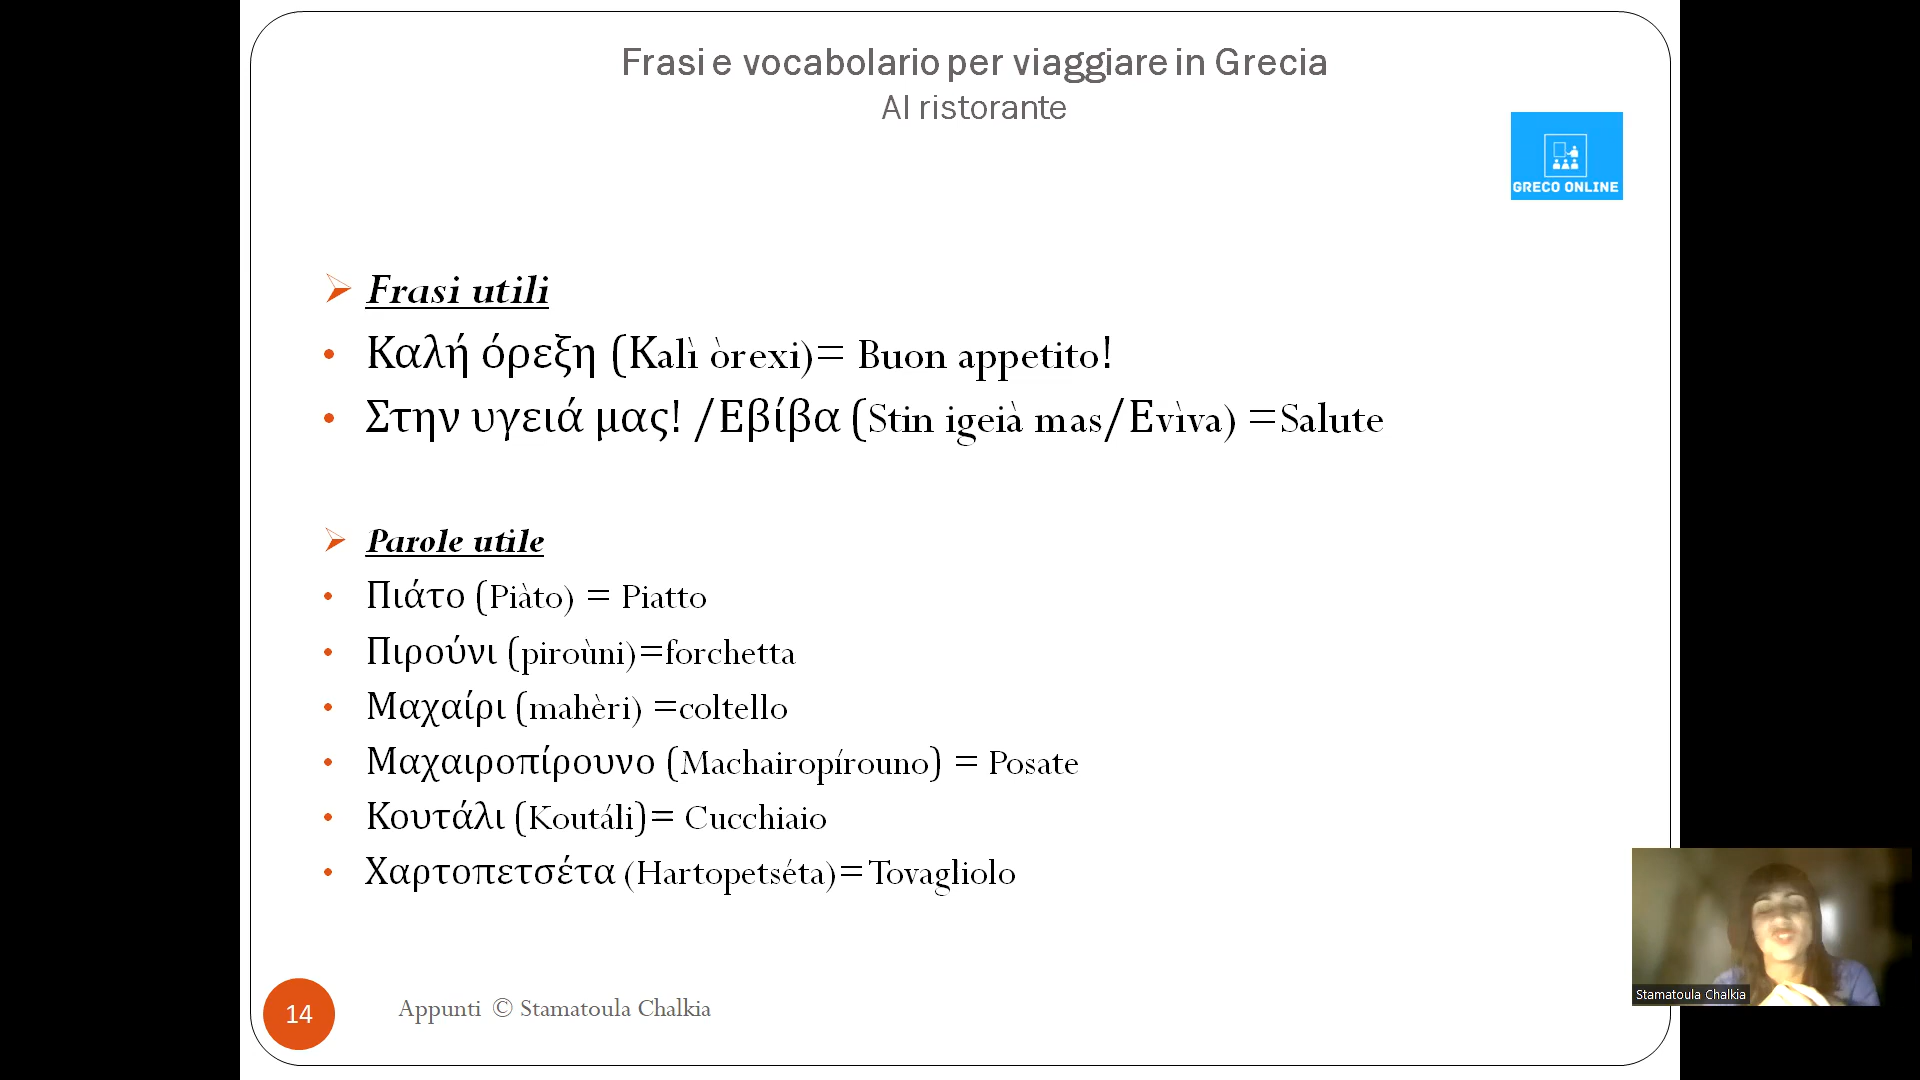 Frasi e vocabolario per viaggiare in Grecia
Al ristorante
GRECO ONLINE
Frasi utili
Καλή όρεξη (Kalì òrexi)= Buon appetito!
Στην υγειά μας! /Εβίβα (Stin igeià mas/Evìva) =Salute
Parole utile
Πιάτο (Piàto) = Piatto
Πιρούνι (piroùni)=forchetta
Μαχαίρι (mahèri) =coltello
Μαχαιροπίρουνο (Machairopírouno) = Posate
Κουτάλι (Koutáli)= Cucchiaio
Χαρτοπετσέτα (Hartopetséta)=Tovagliolo
14
Appunti © Stamatoula Chalkia
Stamatoula Chalkia